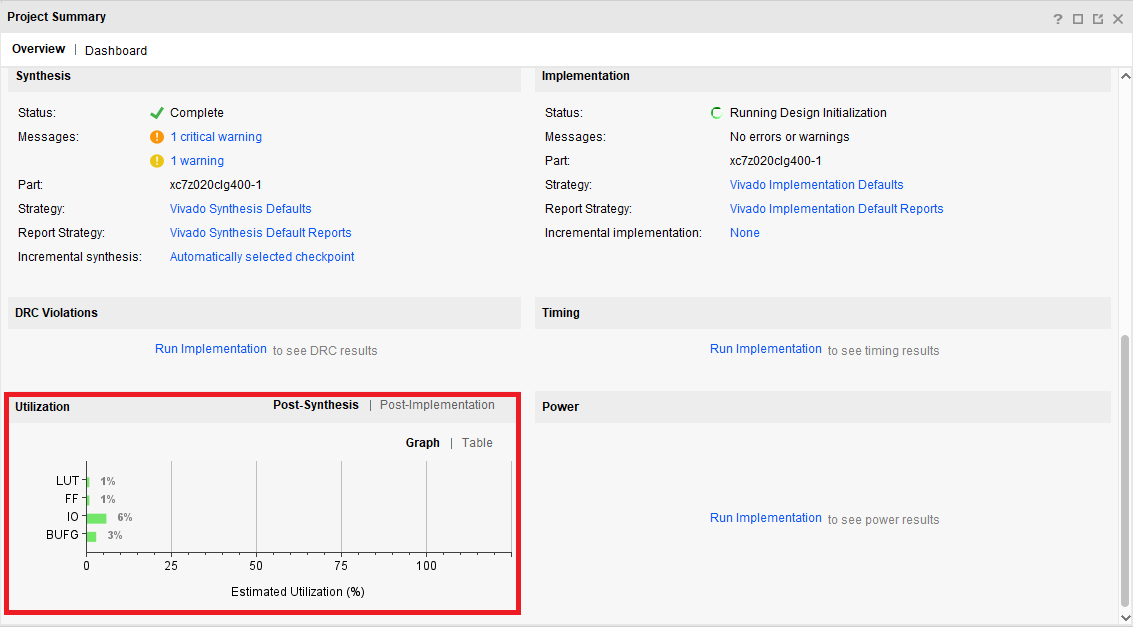 Project Summary
?
Overview | Dashboard
Synthesis
Status: Complete
Messages: 1 critical warning
1 warning
Part: xc7z020clg400-1
Strategy: Vivado Synthesis Defaults
Report Strategy: Vivado Synthesis Default Reports
Incremental synthesis: Automatically selected checkpoint
Implementation
Status: Running Design Initialization
Messages: No errors or warnings
Part: xc7z020clg400-1
Strategy: Vivado Implementation Defaults
Report Strategy: Vivado Implementation Default Reports
Incremental implementation: None
DRC Violations
Run Implementation to see DRC results
Timing
Run Implementation to see timing results
Utilization Post-Synthesis | Post-Implementation
Graph | Table
LUT 1%
FF 1%
IO 6%
BUFG 3%
0 25 50 75 100
Estimated Utilization (%)
Power
Run Implementation to see power results